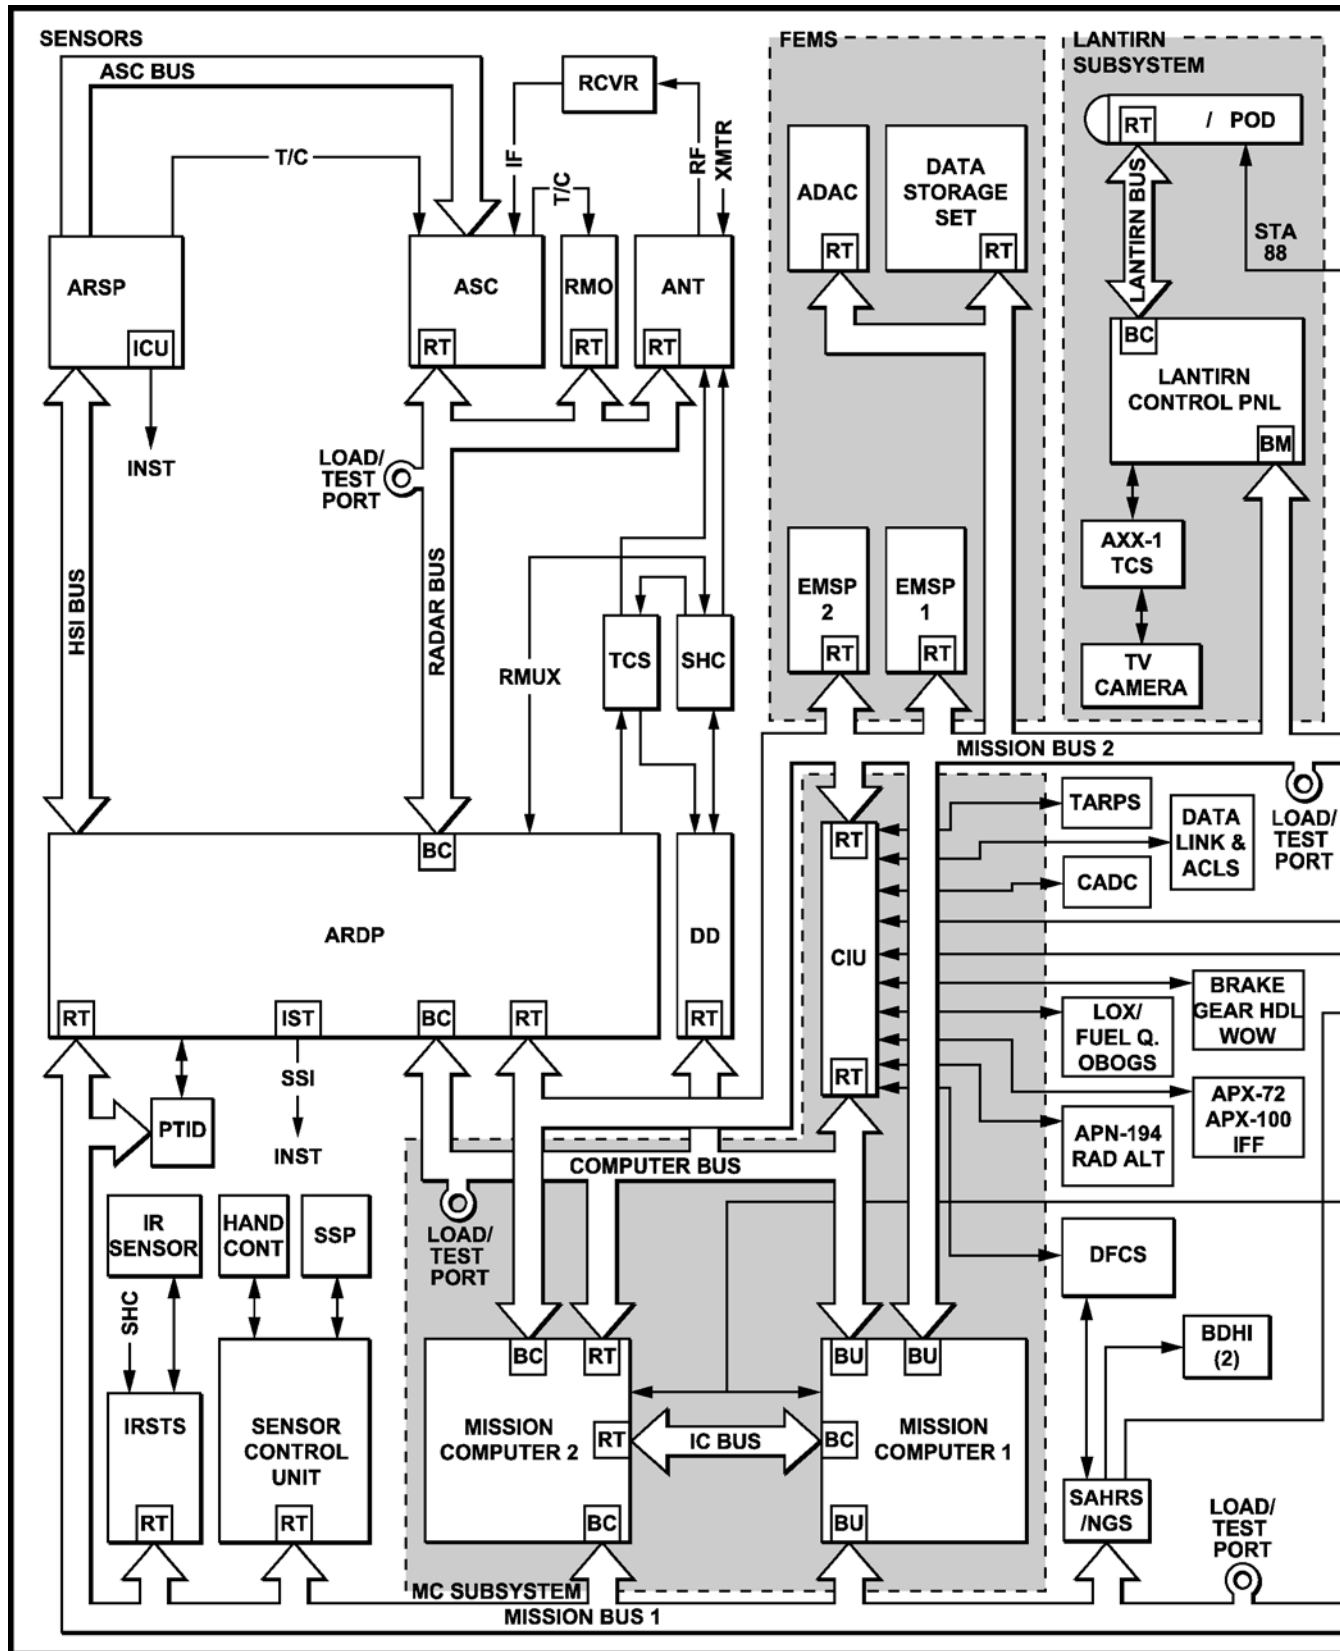 SENSORS
ASC BUS
RCVR
T/C
IF
T/C
RF
XMTR
ARSP
ICU
INST
ASC
RT
RMO
RT
ANT
RT
LOAD/
TEST
PORT
HSI BUS
RADAR BUS
RMUX
TCS
SHC
ARDP
BC
RT
IST
BC
RT
DD
RT
SSI
INST
PTID
IR
SENSOR
HAND
CONT
SSP
SHC
IRSTS
RT
SENSOR
CONTROL
UNIT
RT
FEMS
ADAC
RT
DATA
STORAGE
SET
RT
EMSP
2
RT
EMSP
1
RT
LANTIRN
SUBSYSTEM
RT
/ POD
LANTIRN BUS
STA
88
BC
LANTIRN
CONTROL PNL
BM
AXX-1
TCS
TV
CAMERA
MISSION BUS 2
LOAD/
TEST
PORT
RT
CIU
RT
TARPS
DATA
LINK &
ACLS
CADC
BRAKE
GEAR HDL
WOW
LOX/
FUEL Q.
OBOGS
APX-72
APX-100
IFF
APN-194
RAD ALT
DFCS
BDHI
(2)
SAHRS
/NGS
LOAD/
TEST
PORT
COMPUTER BUS
LOAD/
TEST
PORT
BC
RT
MISSION
COMPUTER 2
RT
BC
IC BUS
BU
BU
BC
MISSION
COMPUTER 1
BU
MC SUBSYSTEM
MISSION BUS 1